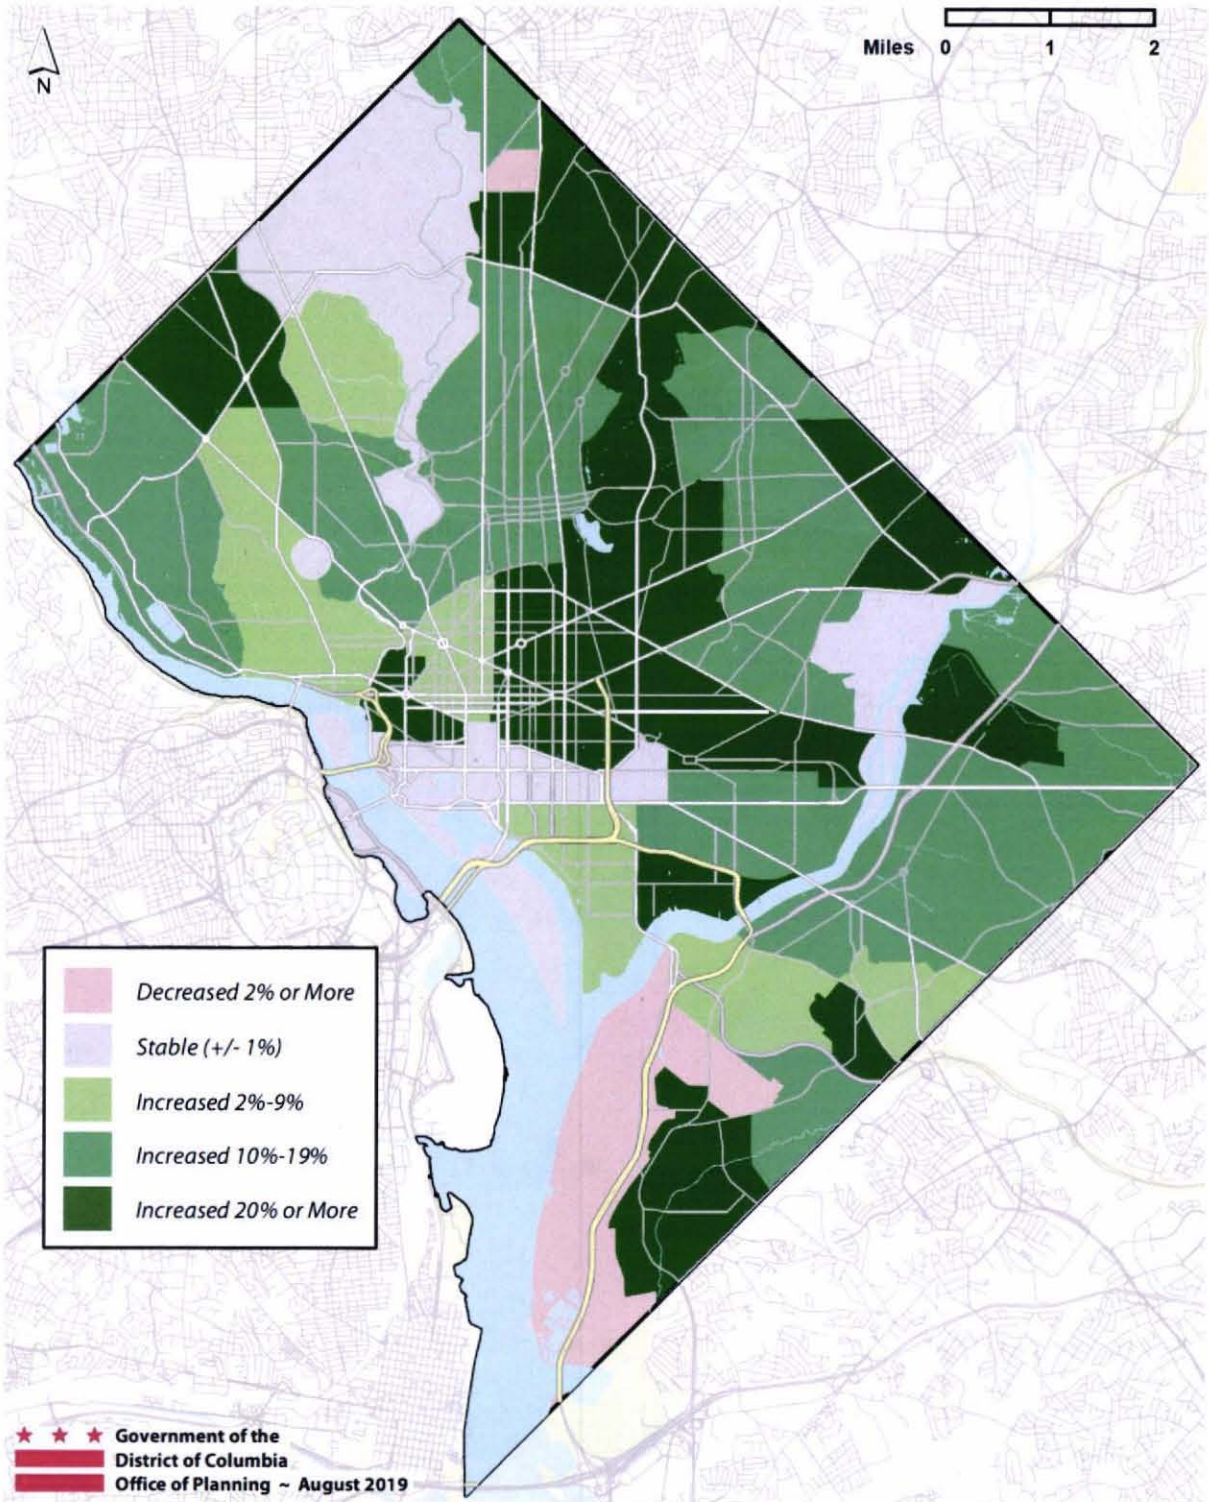 Miles 0 1 2
N
Decreased 2% or More
Stable (+/- 1%)
Increased 2%-9%
Increased 10%-19%
Increased 20% or More
Government of the
District of Columbia
Office of Planning ~ August 2019